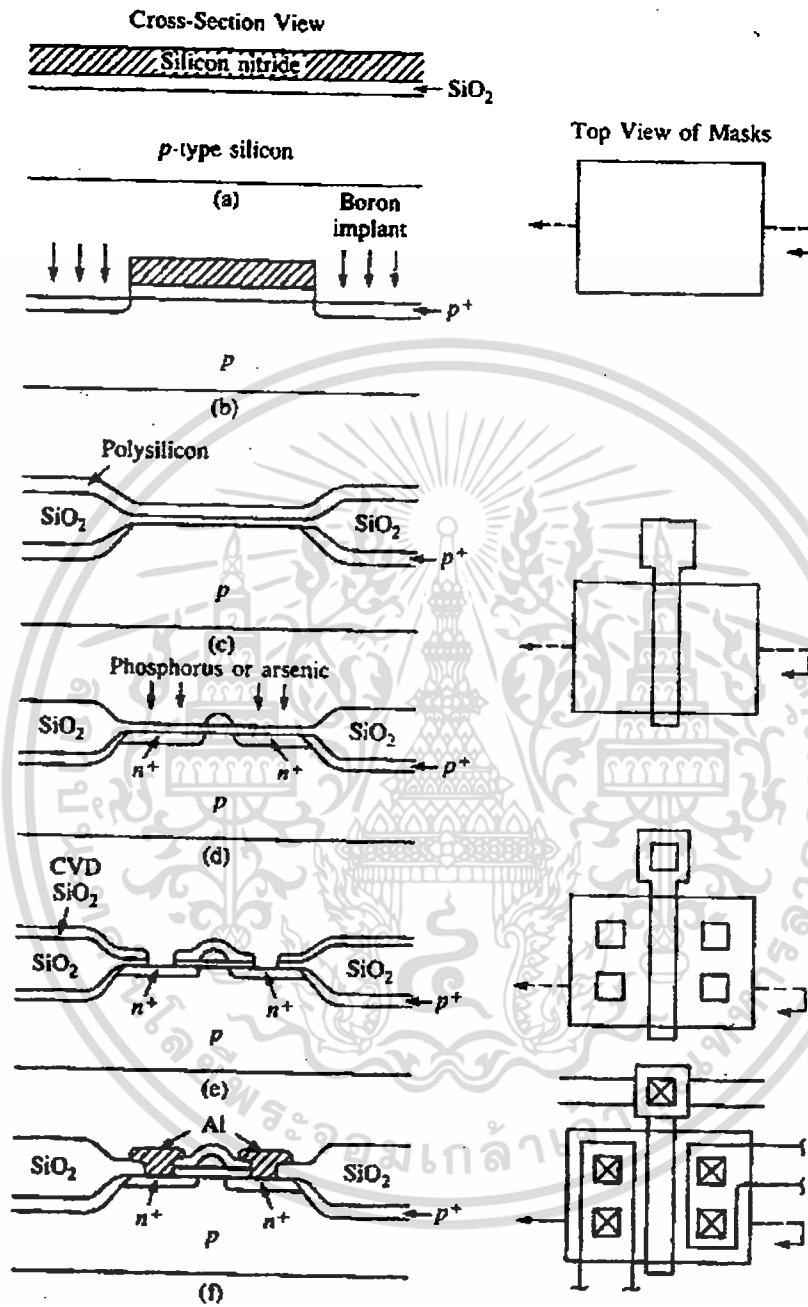 Cross-Section View
Silicon nitride
SiO₂
p-type silicon
Top View of Masks
(a)
Boron
implant
p⁺
p
(b)
Polysilicon
SiO₂
SiO₂
p⁺
p
(c)
Phosphorus or arsenic
SiO₂
SiO₂
n⁺
n⁺
p⁺
p
(d)
CVD
SiO₂
SiO₂
SiO₂
n⁺
n⁺
p⁺
p
(e)
Al
SiO₂
SiO₂
n⁺
n⁺
p⁺
p
(f)